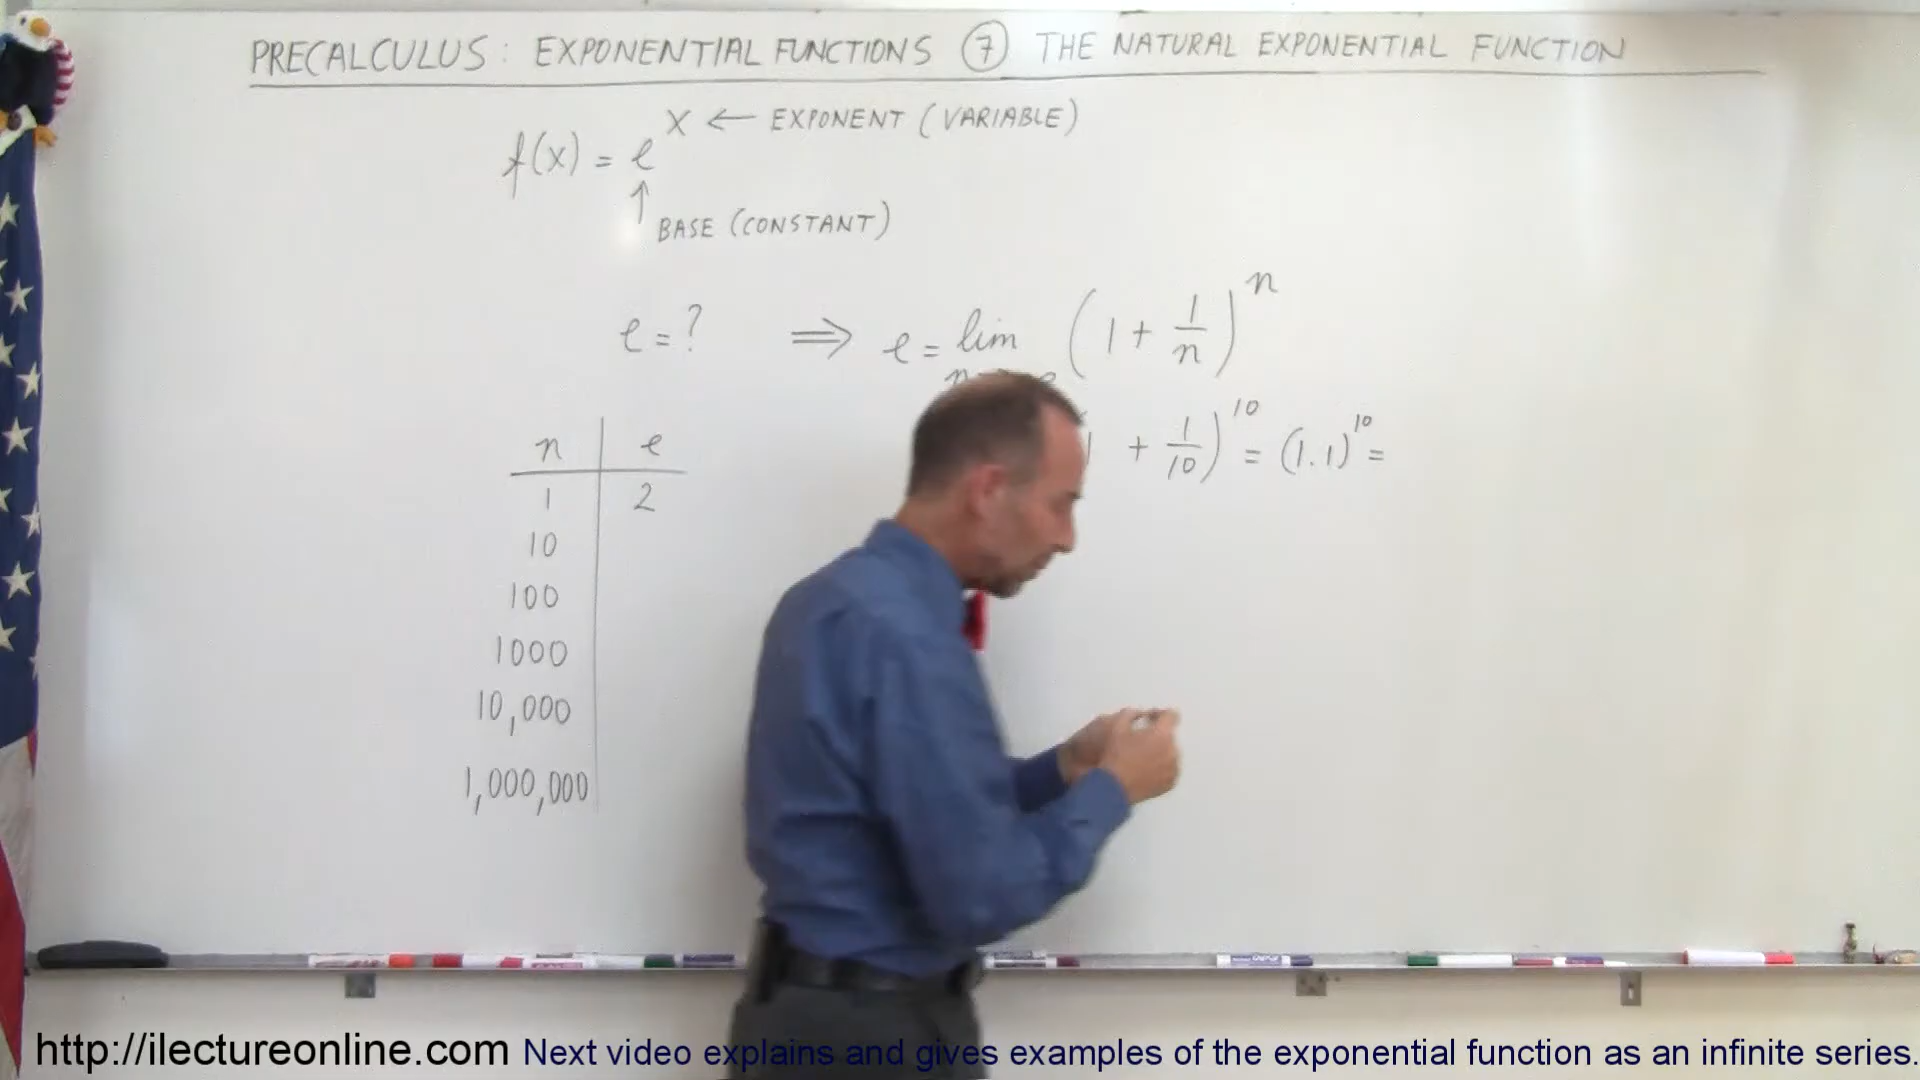 PRECALCULUS: EXPONENTIAL FUNCTIONS ⑦ THE NATURAL EXPONENTIAL FUNCTION
f(x) = e^x ← EXPONENT (VARIABLE)
↑ BASE (CONSTANT)
e = ? ⇒ e = lim (1 + 1/n)^n
+ 1/10)^10 = (1.1)^10 =
n e
1 2
10
100
1000
10,000
1,000,000
http://ilectureonline.com Next video explains and gives examples of the exponential function as an infinite series.